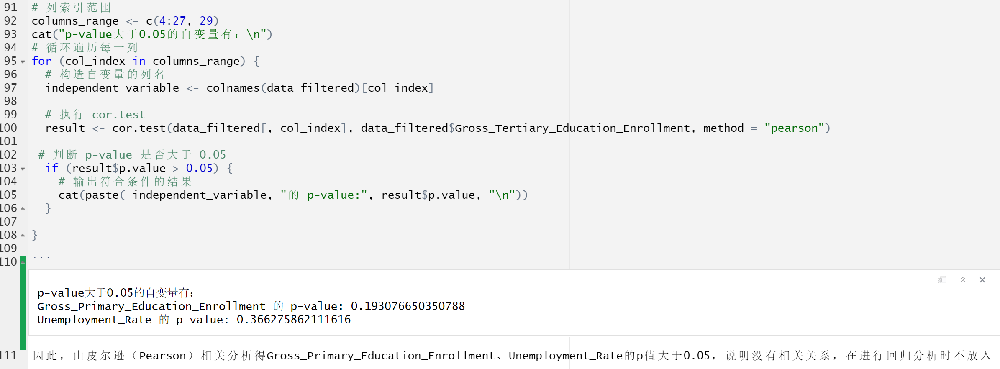 91 # 列索引范围
92 columns_range <- c(4:27, 29)
93 cat("p-value大于0.05的自变量有：\n")
94 # 循环遍历每一列
95 for (col_index in columns_range) {
96 # 构造自变量的列名
97 independent_variable <- colnames(data_filtered)[col_index]
98
99 # 执行 cor.test
100 result <- cor.test(data_filtered[, col_index], data_filtered$Gross_Tertiary_Education_Enrollment, method = "pearson")
101
102 # 判断 p-value 是否大于 0.05
103 if (result$p.value > 0.05) {
104 # 输出符合条件的结果
105 cat(paste( independent_variable, "的 p-value:", result$p.value, "\n"))
106 }
107
108 }
109
110 ```
p-value大于0.05的自变量有：
Gross_Primary_Education_Enrollment 的 p-value: 0.193076650350788
Unemployment_Rate 的 p-value: 0.366275862111616
111 因此，由皮尔逊（Pearson）相关分析得Gross_Primary_Education_Enrollment、Unemployment_Rate的p值大于0.05，说明没有相关关系，在进行回归分析时不放入